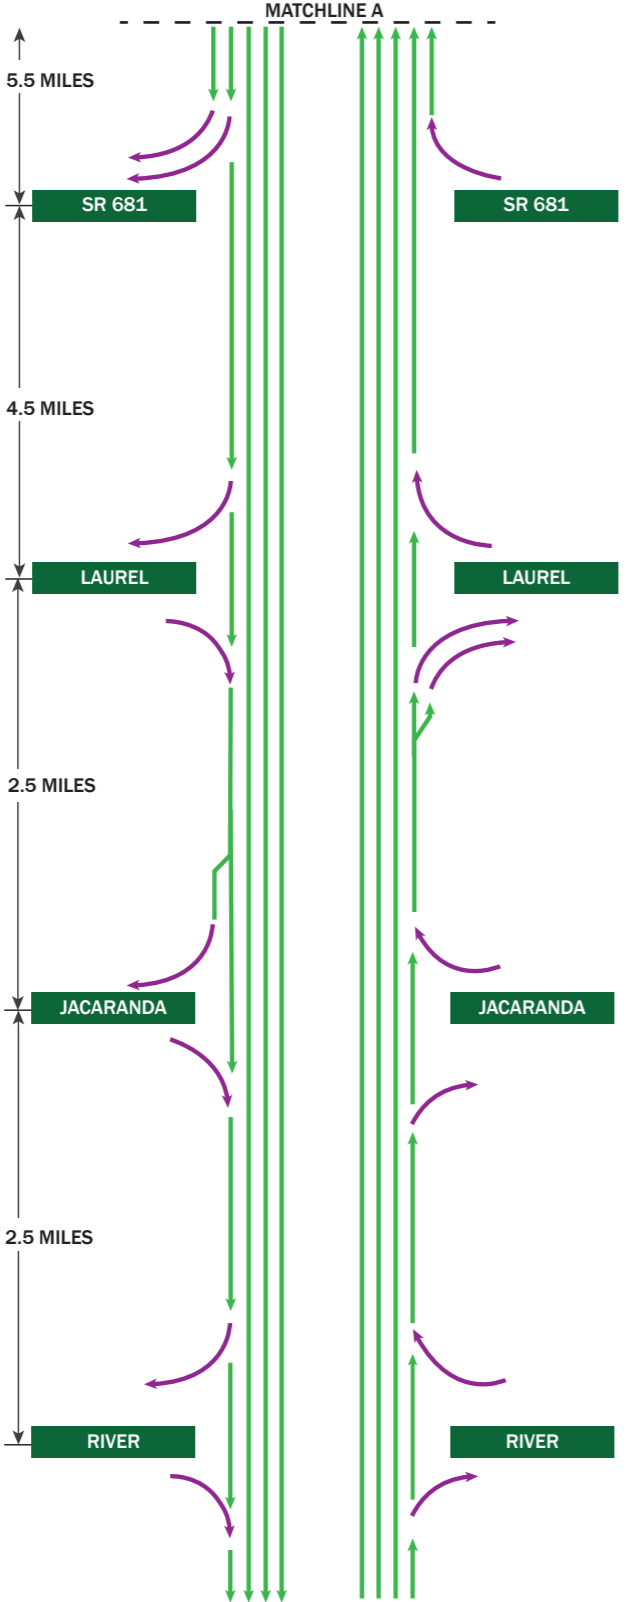 MATCHLINE A
5.5 MILES
SR 681
SR 681
4.5 MILES
LAUREL
LAUREL
2.5 MILES
JACARANDA
JACARANDA
2.5 MILES
RIVER
RIVER